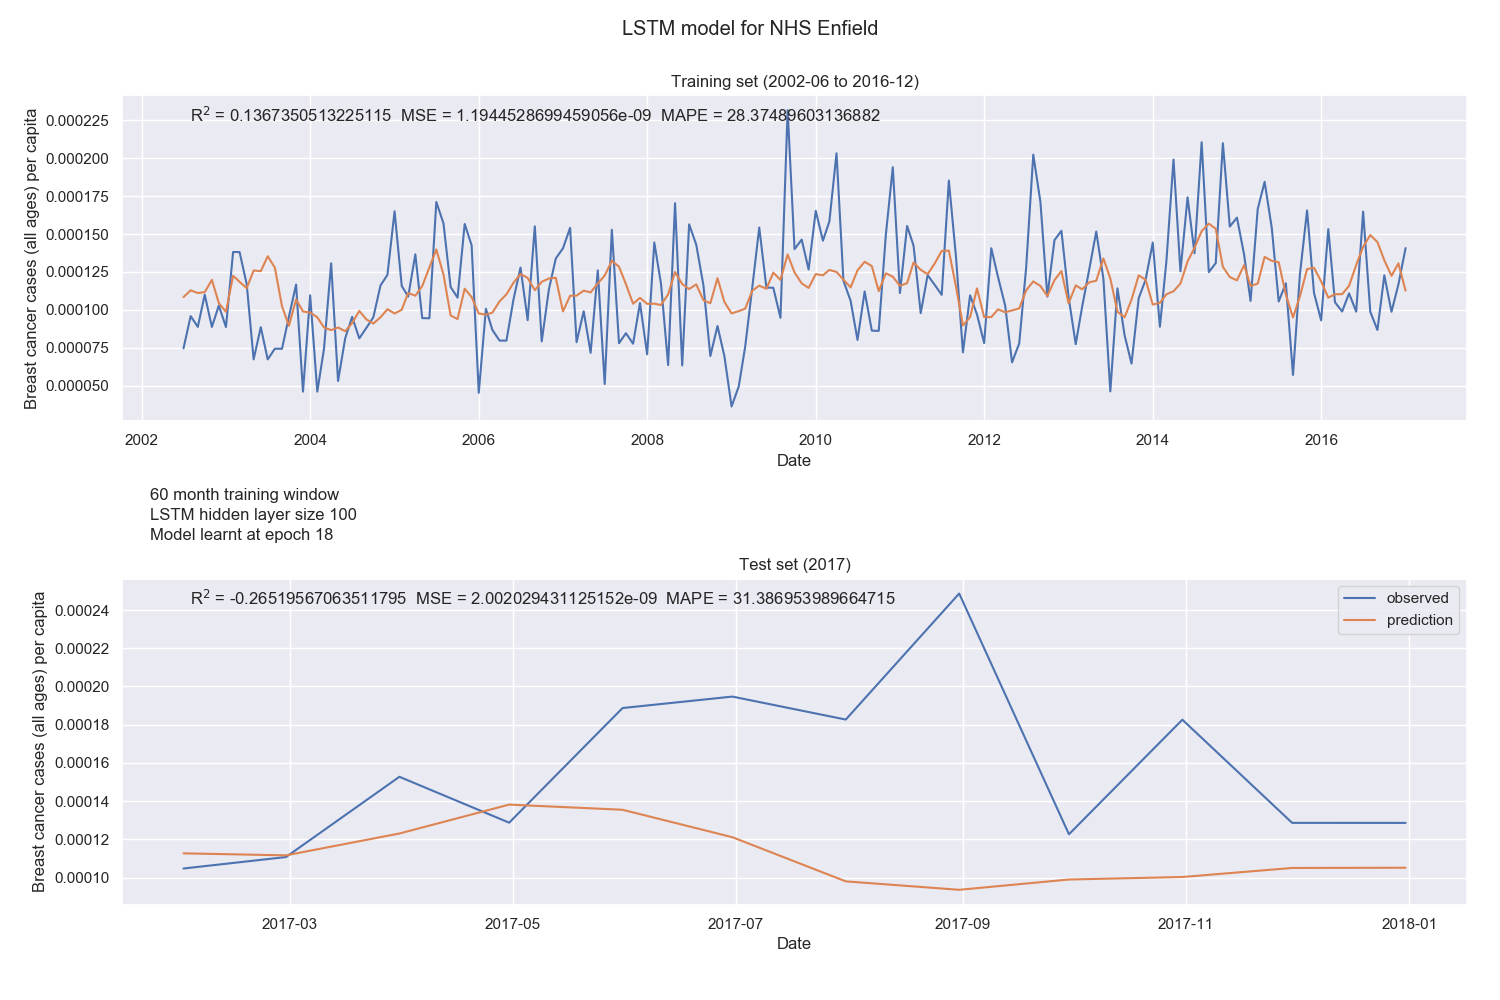 LSTM model for NHS Enfield
Training set (2002-06 to 2016-12)
R² = 0.1367350513225115 MSE = 1.1944528699459056e-09 MAPE = 28.37489603136882
Breast cancer cases (all ages) per capita
0.000225
0.000200
0.000175
0.000150
0.000125
0.000100
0.000075
0.000050
2002 2004 2006 2008 2010 2012 2014 2016
Date
60 month training window
LSTM hidden layer size 100
Model learnt at epoch 18
Test set (2017)
R² = -0.26519567063511795 MSE = 2.002029431125152e-09 MAPE = 31.386953989664715
observed
prediction
Breast cancer cases (all ages) per capita
0.00024
0.00022
0.00020
0.00018
0.00016
0.00014
0.00012
0.00010
2017-03 2017-05 2017-07 2017-09 2017-11 2018-01
Date